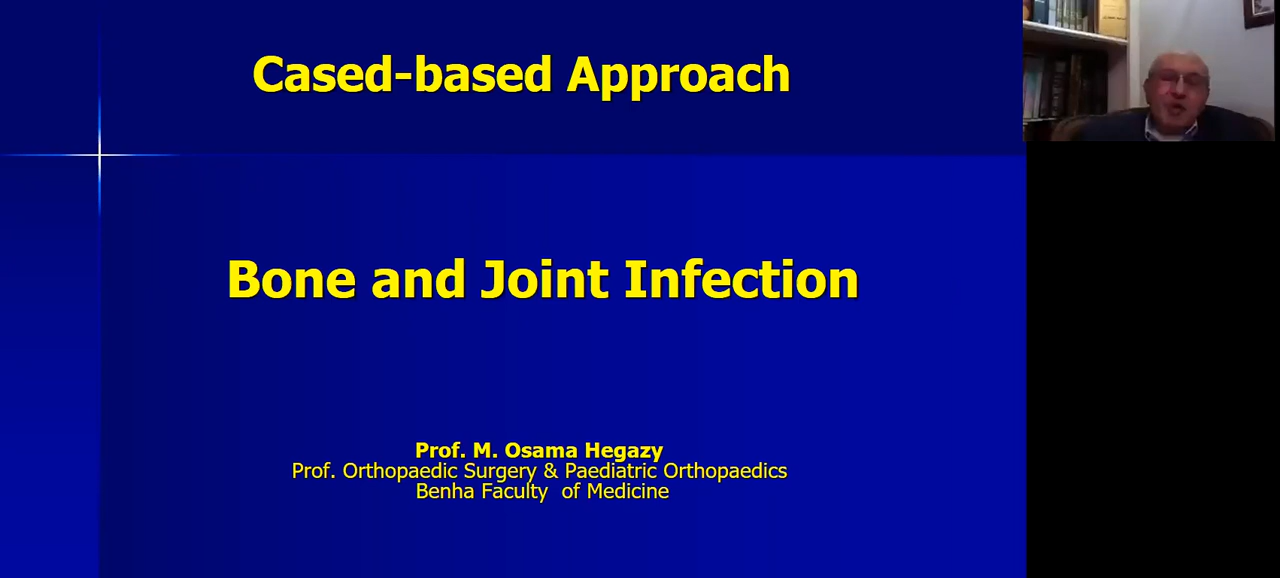 Cased-based Approach
Bone and Joint Infection
Prof. M. Osama Hegazy
Prof. Orthopaedic Surgery & Paediatric Orthopaedics
Benha Faculty of Medicine